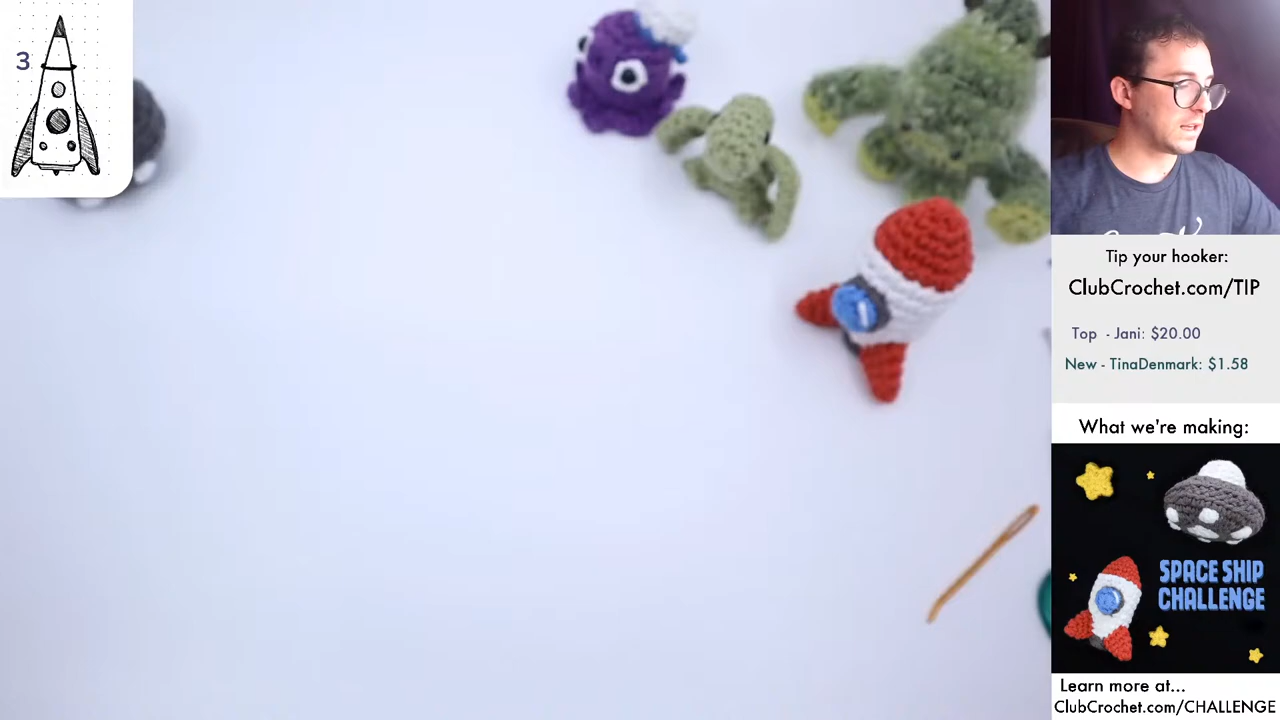 3
Tip your hooker:
ClubCrochet.com/TIP
Top - Jani: $20.00
New - TinaDenmark: $1.58
What we're making:
SPACE SHIP
CHALLENGE
Learn more at...
ClubCrochet.com/CHALLENGE